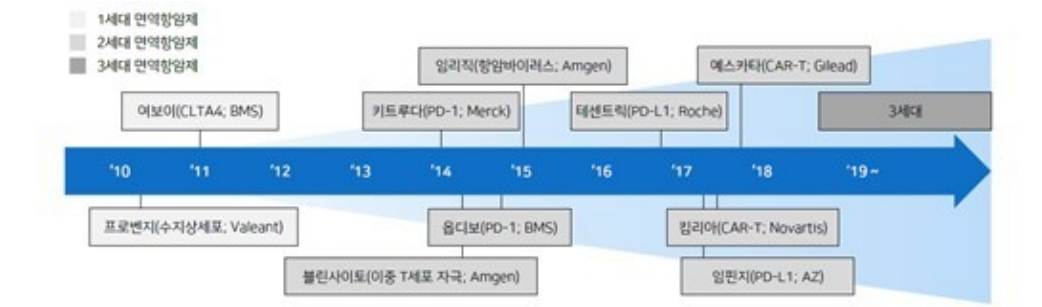 1세대 면역항암제
2세대 면역항암제
3세대 면역항암제
임리직(항암바이러스; Amgen)
예스카타(CAR-T; Gilead)
여보이(CLTA4; BMS)
키트루다(PD-1; Merck)
테센트릭(PD-L1; Roche)
3세대
'10 '11 '12 '13 '14 '15 '16 '17 '18 '19~
프로벤지(수지상세포; Valeant)
옵디보(PD-1; BMS)
킴리아(CAR-T; Novartis)
블린사이토(이중 T세포 자극; Amgen)
임핀지(PD-L1; AZ)